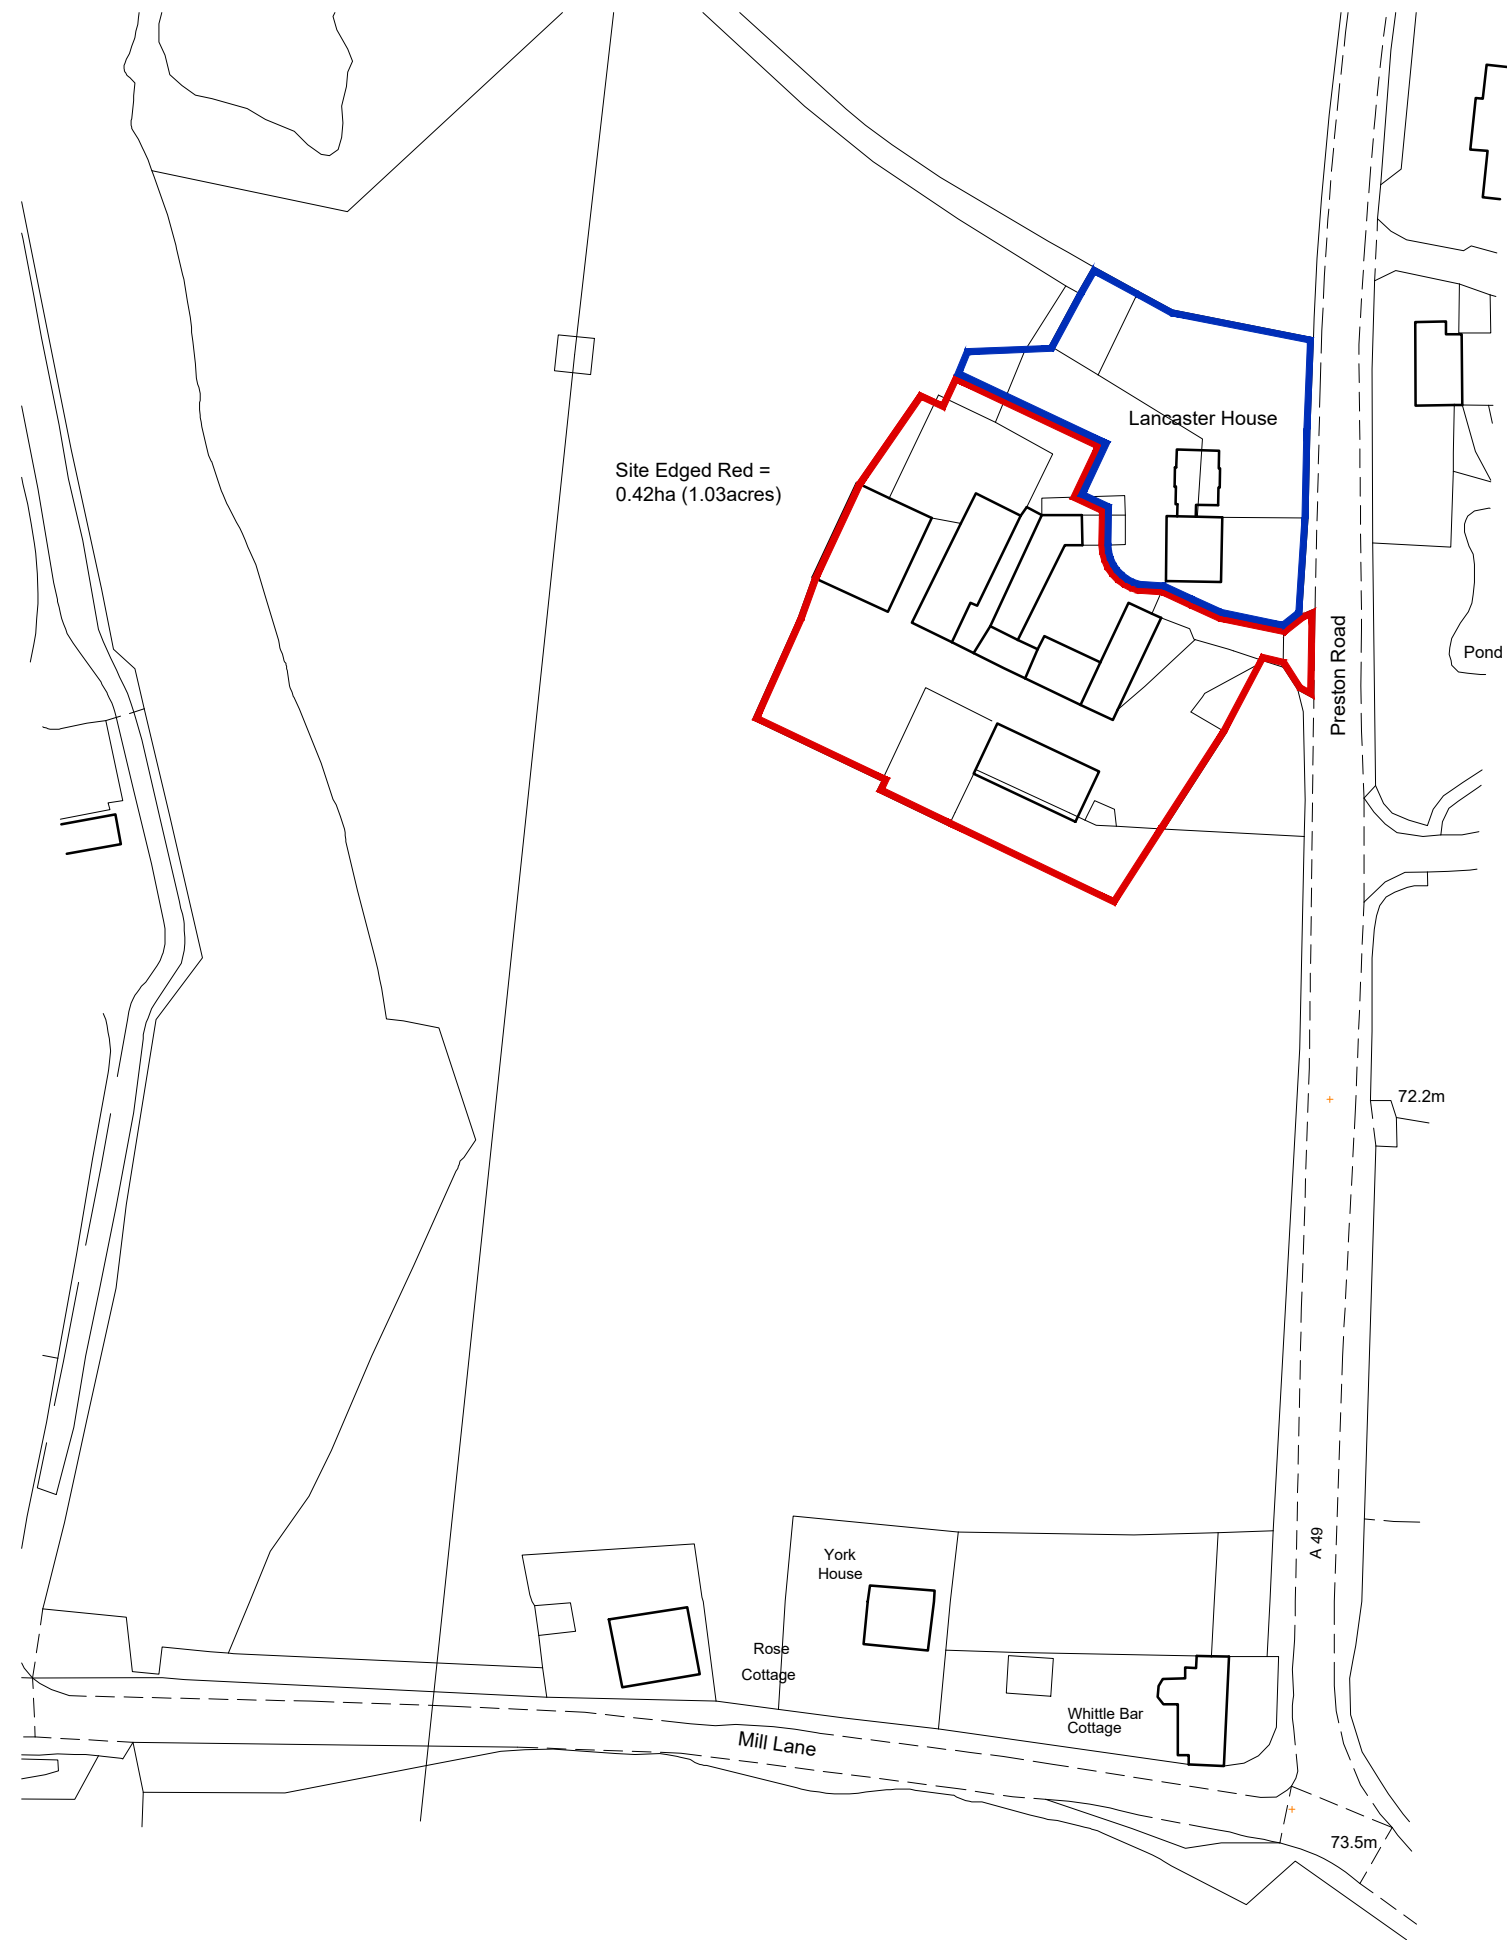 Lancaster House
Site Edged Red =
0.42ha (1.03acres)
Preston Road
Pond
72.2m
A 49
York
House
Rose
Cottage
Whittle Bar
Cottage
Mill Lane
73.5m